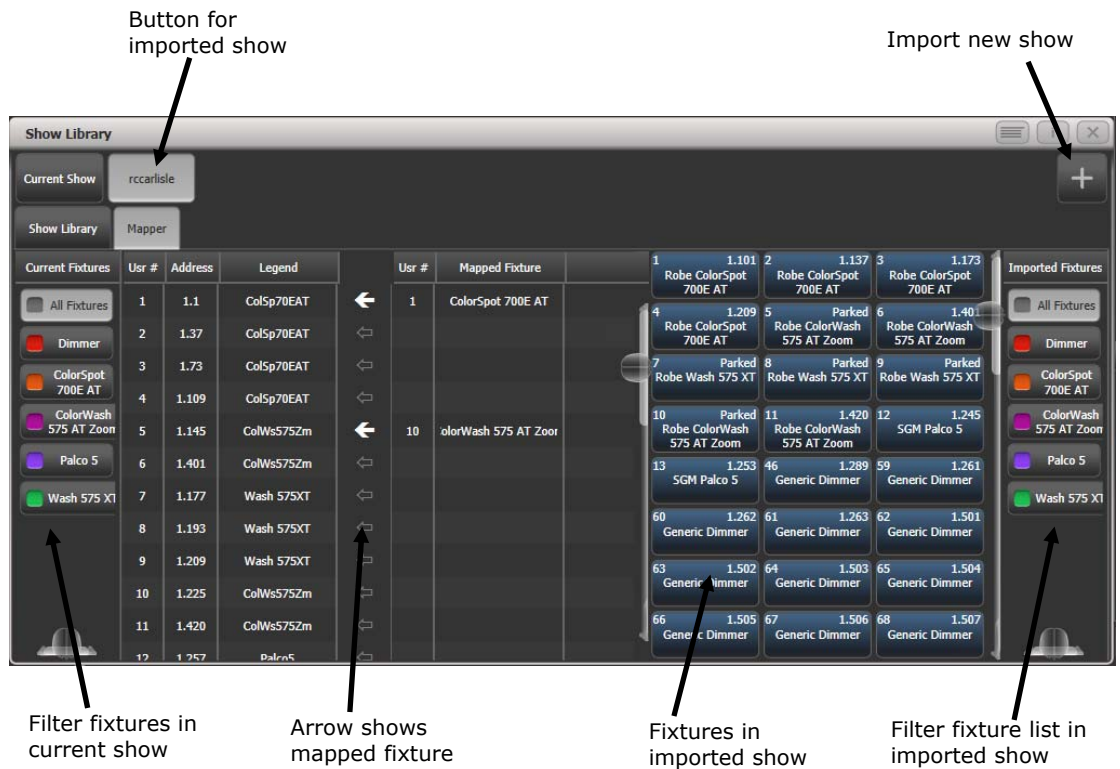 Button for
imported show
Import new show
Show Library
Current Show
rccarlisle
Show Library
Mapper
Current Fixtures Usr # Address Legend Usr # Mapped Fixture Imported Fixtures
All Fixtures
Dimmer
ColorSpot
700E AT
ColorWash
575 AT Zoom
Palco 5
Wash 575 XT
1 1.1 ColSp70EAT 1 ColorSpot 700E AT
2 1.37 ColSp70EAT
3 1.73 ColSp70EAT
4 1.109 ColSp70EAT
5 1.145 ColWs575Zm 10 olorWash 575 AT Zoor
6 1.401 ColWs575Zm
7 1.177 Wash 575XT
8 1.193 Wash 575XT
9 1.209 Wash 575XT
10 1.225 ColWs575Zm
11 1.420 ColWs575Zm
12 1.257 Palco5
1 1.101
Robe ColorSpot
700E AT
2 1.137
Robe ColorSpot
700E AT
3 1.173
Robe ColorSpot
700E AT
4 1.209
Robe ColorSpot
700E AT
5 Parked
Robe ColorWash
575 AT Zoom
6 1.401
Robe ColorWash
575 AT Zoom
7 Parked
Robe Wash 575 XT
8 Parked
Robe Wash 575 XT
9 Parked
Robe Wash 575 XT
10 Parked
Robe ColorWash
575 AT Zoom
11 1.420
Robe ColorWash
575 AT Zoom
12 1.245
SGM Palco 5
13 1.253
SGM Palco 5
46 1.289
Generic Dimmer
59 1.261
Generic Dimmer
60 1.262
Generic Dimmer
61 1.263
Generic Dimmer
62 1.501
Generic Dimmer
63 1.502
Generic Dimmer
64 1.503
Generic Dimmer
65 1.504
Generic Dimmer
66 1.505
Generic Dimmer
67 1.506
Generic Dimmer
68 1.507
Generic Dimmer
All Fixtures
Dimmer
ColorSpot
700E AT
ColorWash
575 AT Zoom
Palco 5
Wash 575 XT
Filter fixtures in
current show
Arrow shows
mapped fixture
Fixtures in
imported show
Filter fixture list in
imported show